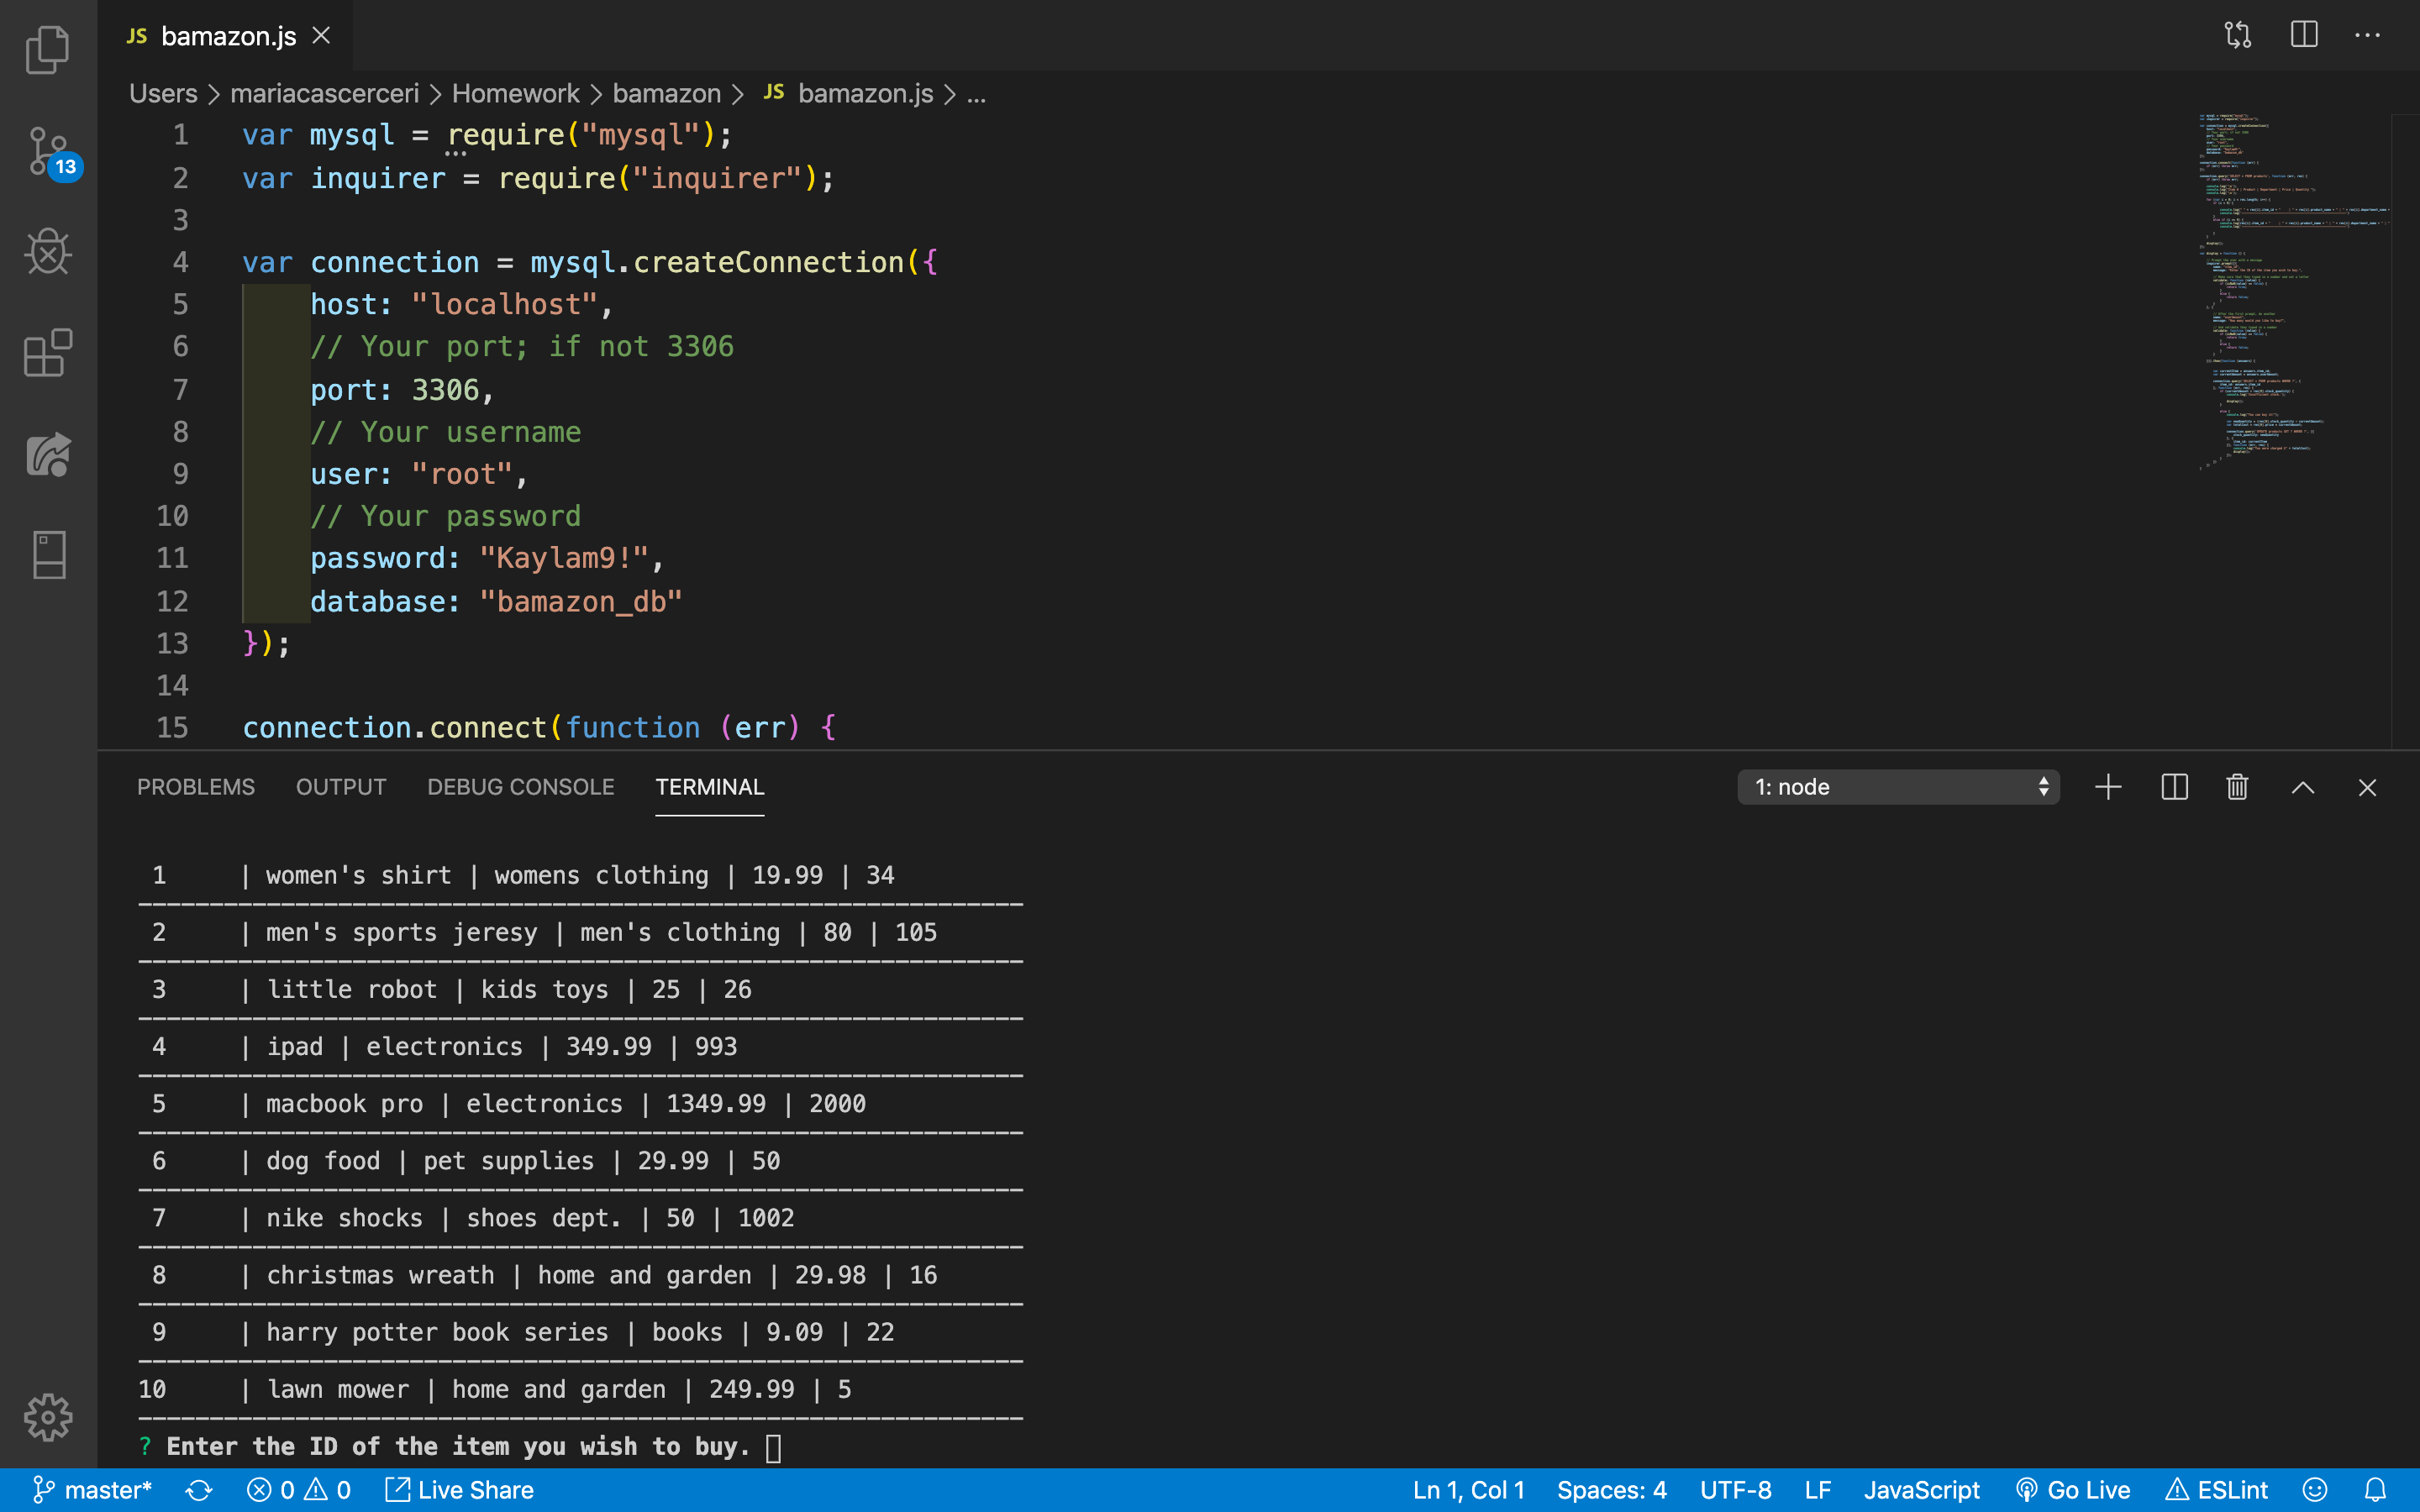 JS bamazon.js
13
Users > mariacascerceri > Homework > bamazon > JS bamazon.js > ...
1 var mysql = require("mysql");
2 var inquirer = require("inquirer");
3
4 var connection = mysql.createConnection({
5 host: "localhost",
6 // Your port; if not 3306
7 port: 3306,
8 // Your username
9 user: "root",
10 // Your password
11 password: "Kaylam9!",
12 database: "bamazon_db"
13 });
14
15 connection.connect(function (err) {
PROBLEMS OUTPUT DEBUG CONSOLE TERMINAL 1: node
1 | women's shirt | womens clothing | 19.99 | 34
--------------------------------------------------------------
2 | men's sports jeresy | men's clothing | 80 | 105
--------------------------------------------------------------
3 | little robot | kids toys | 25 | 26
--------------------------------------------------------------
4 | ipad | electronics | 349.99 | 993
--------------------------------------------------------------
5 | macbook pro | electronics | 1349.99 | 2000
--------------------------------------------------------------
6 | dog food | pet supplies | 29.99 | 50
--------------------------------------------------------------
7 | nike shocks | shoes dept. | 50 | 1002
--------------------------------------------------------------
8 | christmas wreath | home and garden | 29.98 | 16
--------------------------------------------------------------
9 | harry potter book series | books | 9.09 | 22
--------------------------------------------------------------
10 | lawn mower | home and garden | 249.99 | 5
--------------------------------------------------------------
? Enter the ID of the item you wish to buy.
master* 0 0 Live Share Ln 1, Col 1 Spaces: 4 UTF-8 LF JavaScript Go Live ESLint